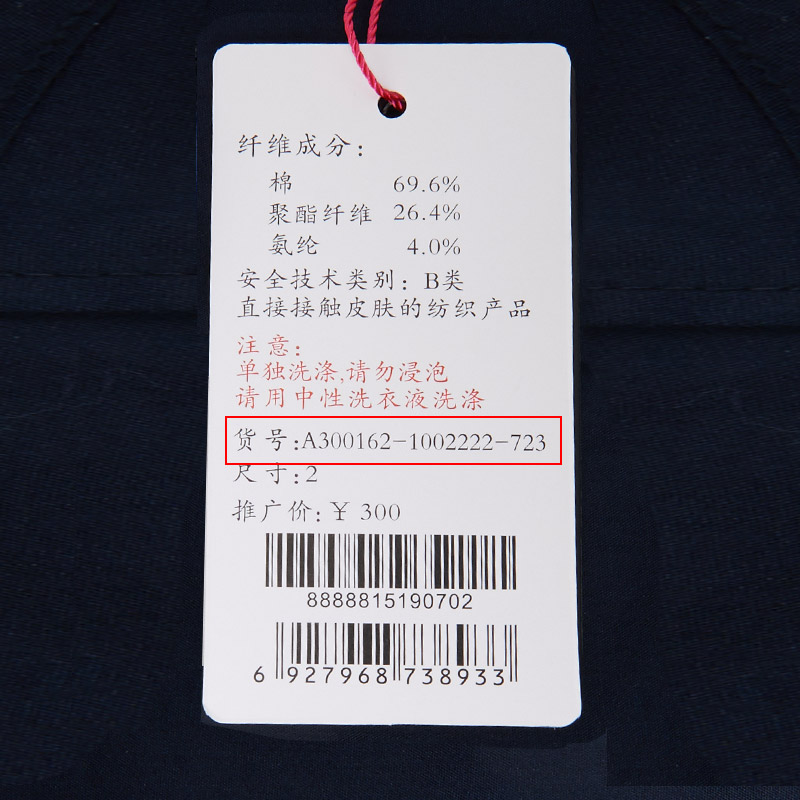 纤维成分：
棉 69.6%
聚酯纤维 26.4%
氨纶 4.0%
安全技术类别：B类
直接接触皮肤的纺织产品
注意：
单独洗涤,请勿浸泡
请用中性洗衣液洗涤
货号:A300162-1002222-723
尺寸:2
推广价:￥300
8888815190702
6 927968 738933